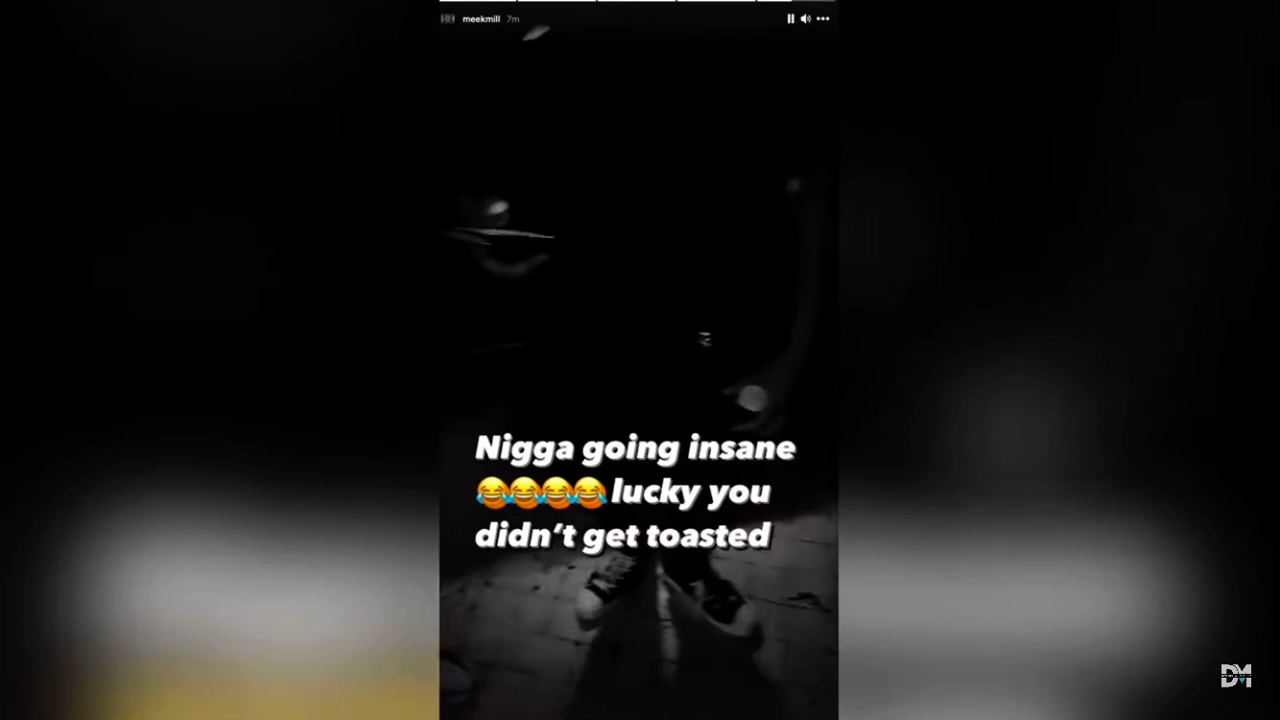 meekmill 7m
Nigga going insane
😂😂😂😂 lucky you
didn't get toasted
DM